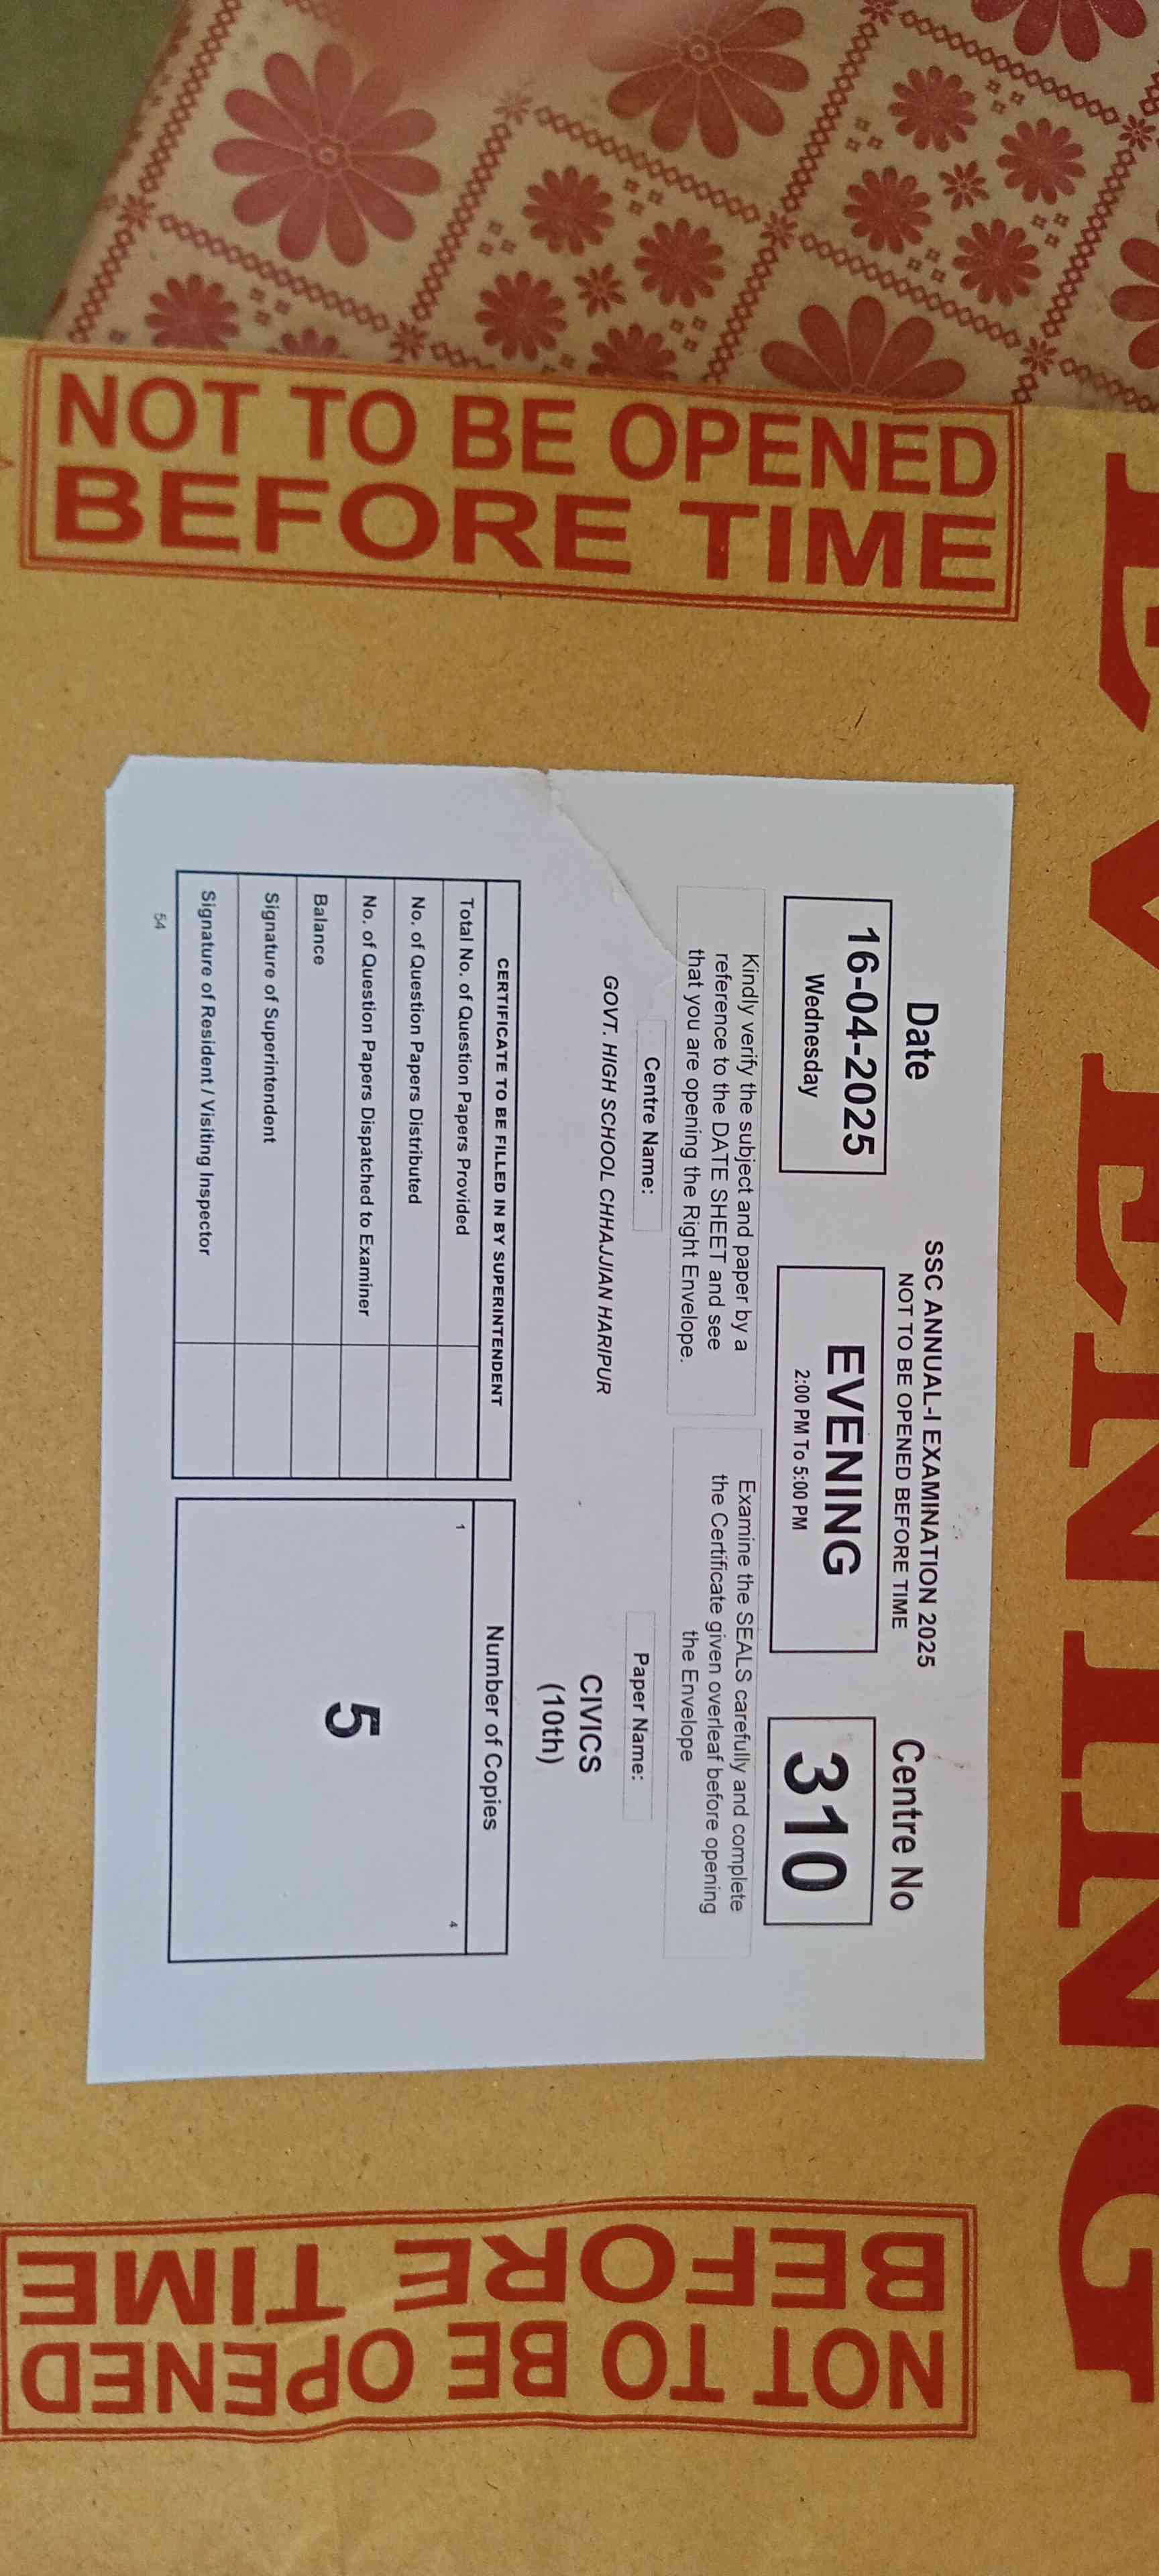 EVENING
NOT TO BE OPENED
BEFORE TIME
SSC ANNUAL-I EXAMINATION 2025
NOT TO BE OPENED BEFORE TIME
Date
16-04-2025
Wednesday
EVENING
2:00 PM To 5:00 PM
Centre No
310
Kindly verify the subject and paper by a
reference to the DATE SHEET and see
that you are opening the Right Envelope.
Examine the SEALS carefully and complete
the Certificate given overleaf before opening
the Envelope
Centre Name:
GOVT. HIGH SCHOOL CHHAJJIAN HARIPUR
Paper Name:
CIVICS
(10th)
CERTIFICATE TO BE FILLED IN BY SUPERINTENDENT
Total No. of Question Papers Provided
No. of Question Papers Distributed
No. of Question Papers Dispatched to Examiner
Balance
Signature of Superintendent
Signature of Resident / Visiting Inspector
Number of Copies
1
4
5
54
NOT TO BE OPENED
BEFORE TIME